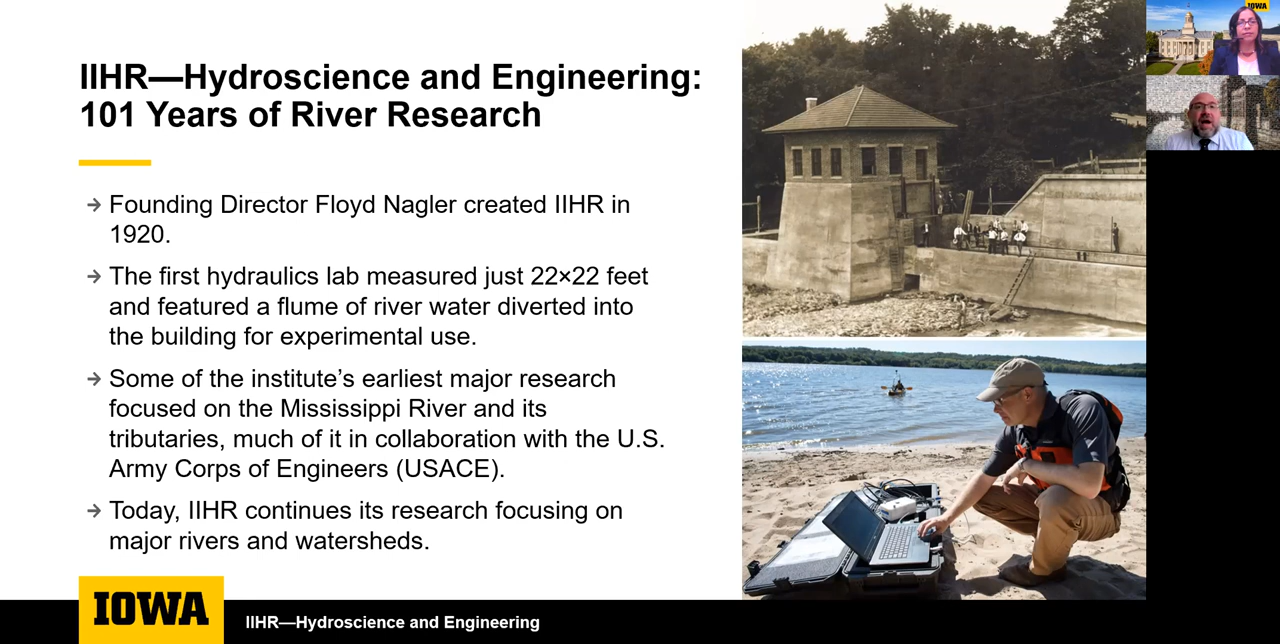 IIHR—Hydroscience and Engineering:
101 Years of River Research
→ Founding Director Floyd Nagler created IIHR in
1920.
→ The first hydraulics lab measured just 22×22 feet
and featured a flume of river water diverted into
the building for experimental use.
→ Some of the institute’s earliest major research
focused on the Mississippi River and its
tributaries, much of it in collaboration with the U.S.
Army Corps of Engineers (USACE).
→ Today, IIHR continues its research focusing on
major rivers and watersheds.
IOWA
IIHR—Hydroscience and Engineering
IOWA